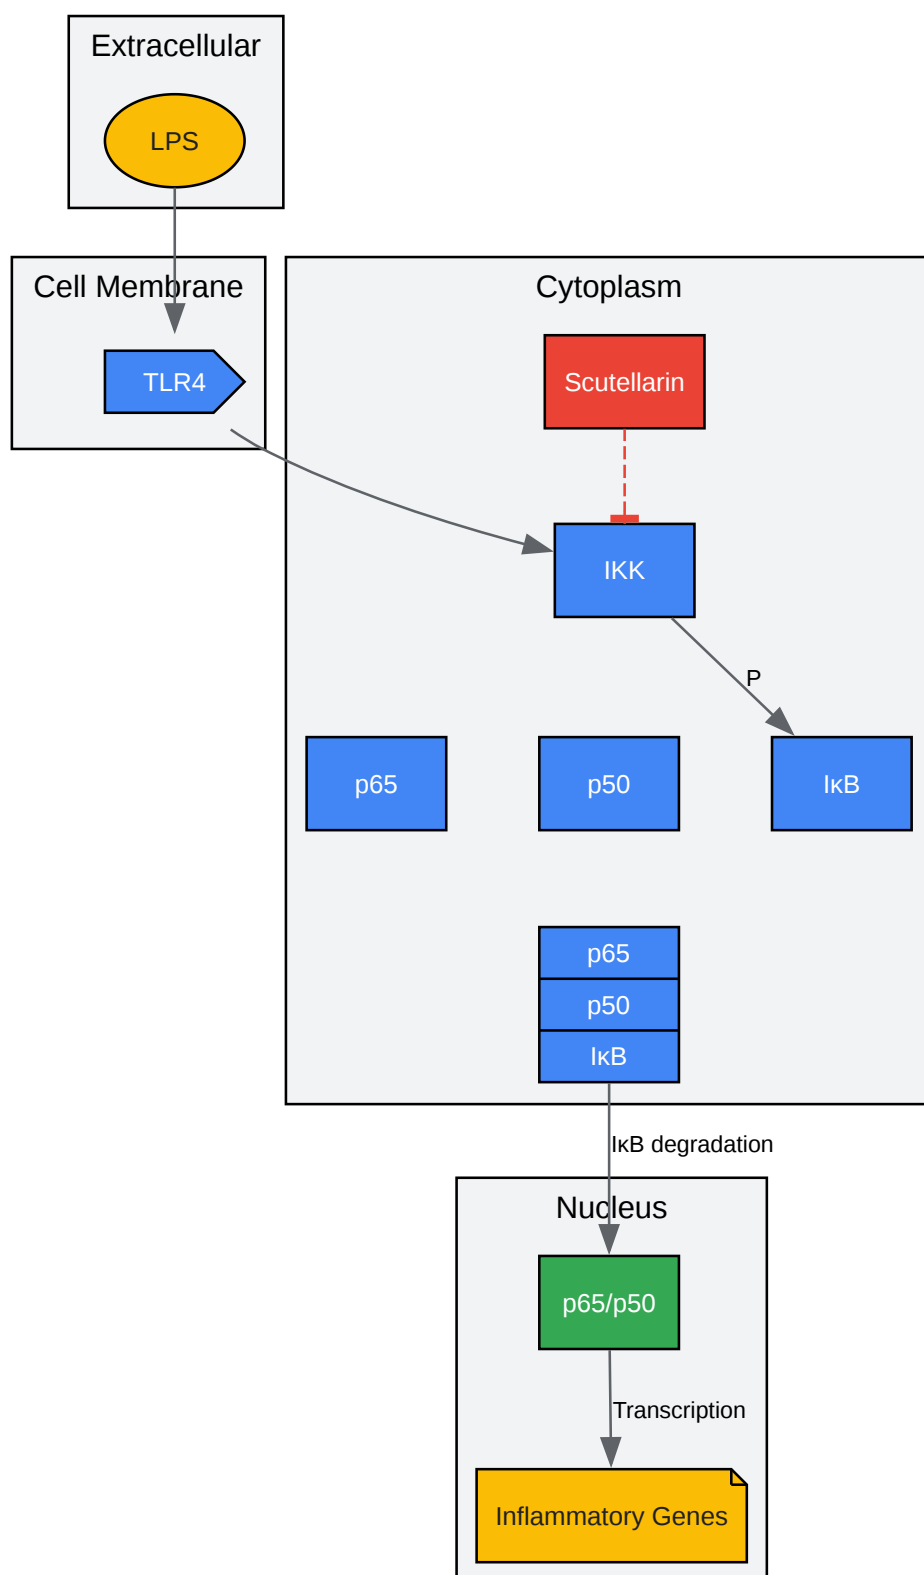 Extracellular
LPS
Cell Membrane
Cytoplasm
TLR4
Scutellarin
IKK
P
p65
p50
IκB
p65
p50
IκB
IκB degradation
Nucleus
p65/p50
Transcription
Inflammatory Genes